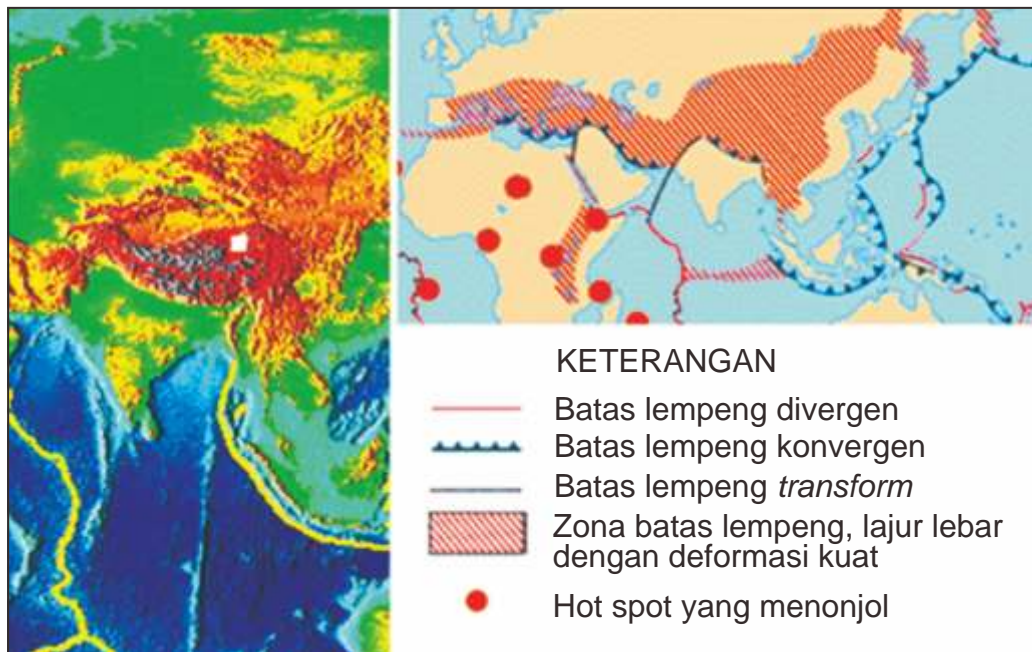 KETERANGAN
Batas lempeng divergen
Batas lempeng konvergen
Batas lempeng transform
Zona batas lempeng, lajur lebar
dengan deformasi kuat
Hot spot yang menonjol